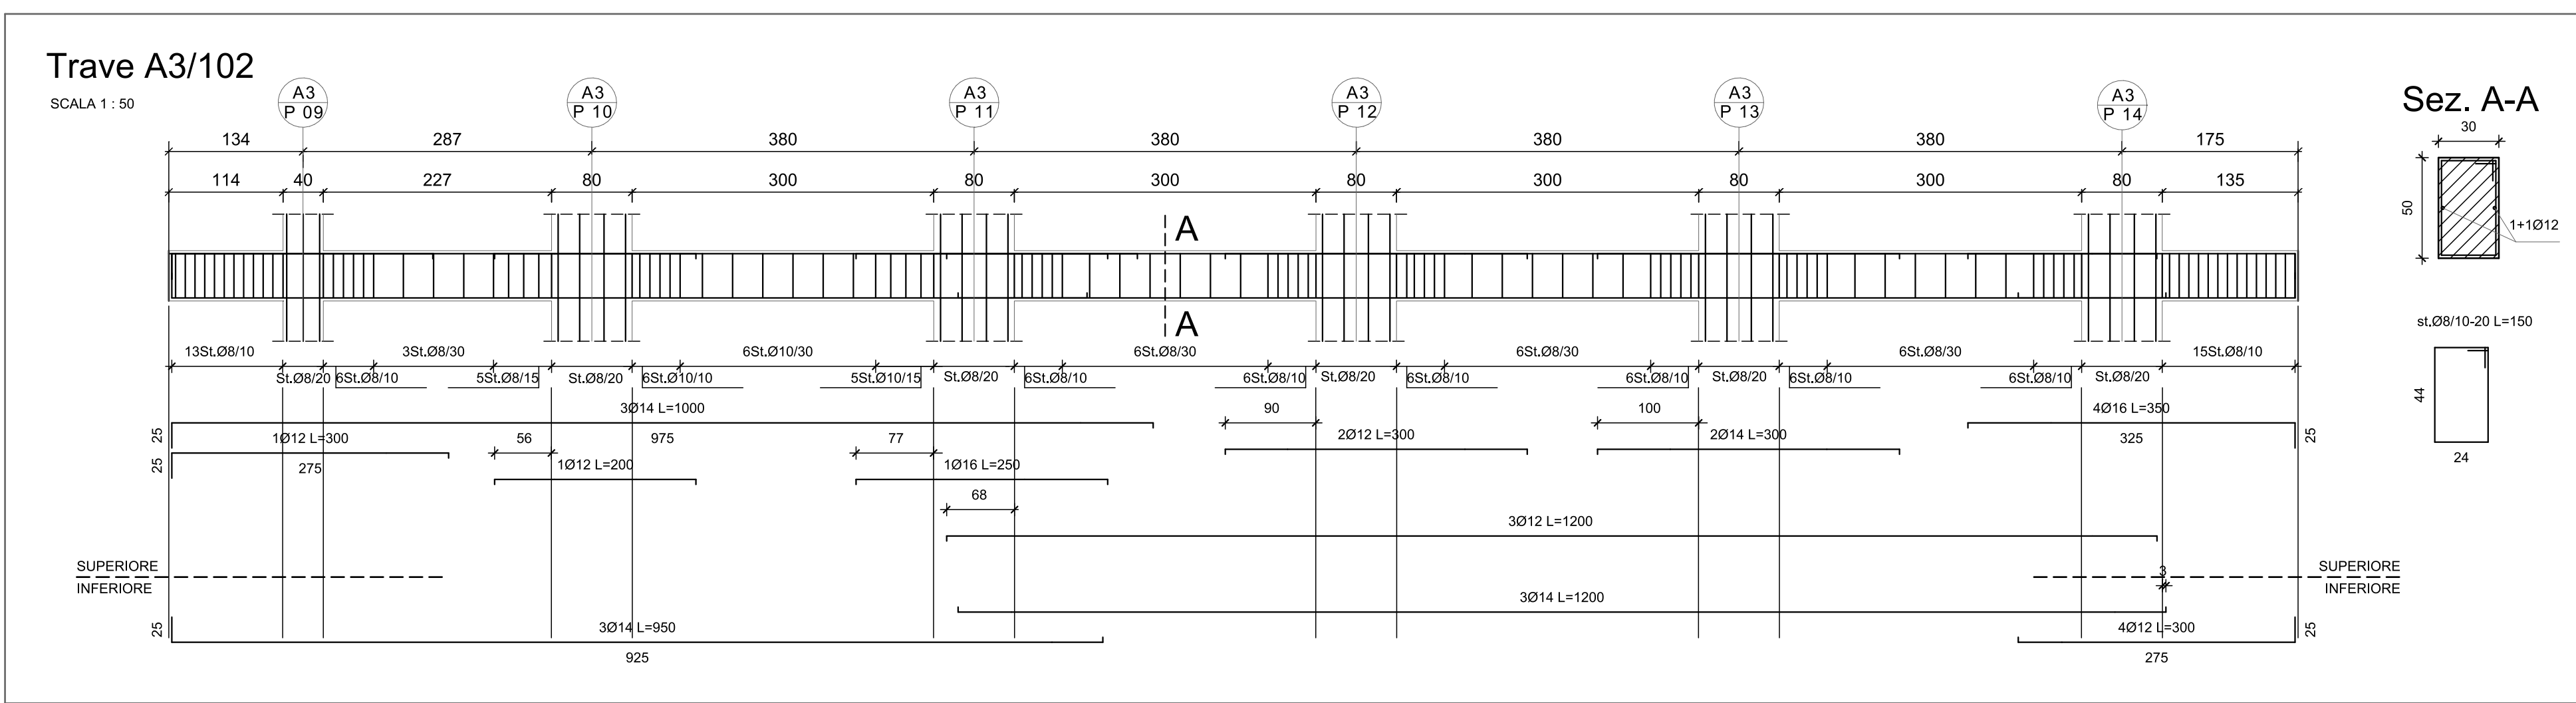 Trave A3/102
SCALA 1 : 50
A3 A3 A3 A3 A3 A3
P 09 P 10 P 11 P 12 P 13 P 14
134 287 380 380 380 380 175
114 40 227 80 300 80 300 80 300 80 300 80 135
A
A
13St.Ø8/10 3St.Ø8/30 6St.Ø10/30 6St.Ø8/30 6St.Ø8/30 6St.Ø8/30 15St.Ø8/10
St.Ø8/20 6St.Ø8/10 5St.Ø8/15 St.Ø8/20 6St.Ø10/10 5St.Ø10/15 St.Ø8/20 6St.Ø8/10 6St.Ø8/10 St.Ø8/20 6St.Ø8/10 6St.Ø8/10 St.Ø8/20 6St.Ø8/10 6St.Ø8/10 St.Ø8/20
25 3Ø14 L=1000 90 100 4Ø16 L=350
25 1Ø12 L=300 56 975 77 2Ø12 L=300 2Ø14 L=300 325 25
275 1Ø12 L=200 1Ø16 L=250
68
3Ø12 L=1200
SUPERIORE SUPERIORE
INFERIORE 3 INFERIORE
3Ø14 L=1200
25 3Ø14 L=950 4Ø12 L=300 25
925 275
Sez. A-A
30
50
1+1Ø12
st.Ø8/10-20 L=150
44
24